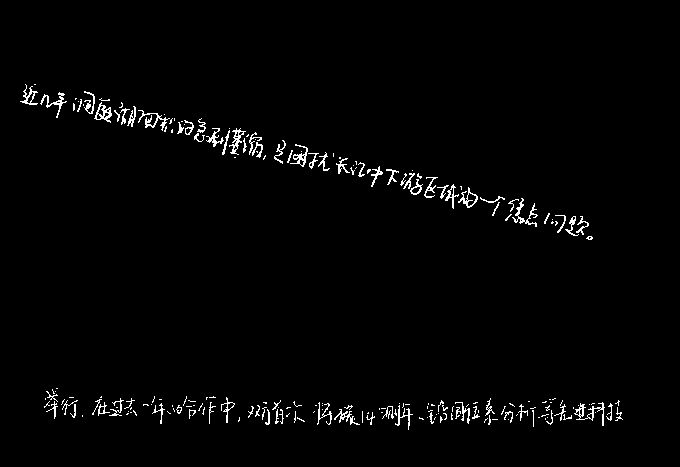 近几年洞庭湖面积的急剧萎缩,是困扰长江中下游区域的一个焦点问题。
举行.在过去一年的合作中,双方首次将碳14测年、锶同位素分析等先进科技